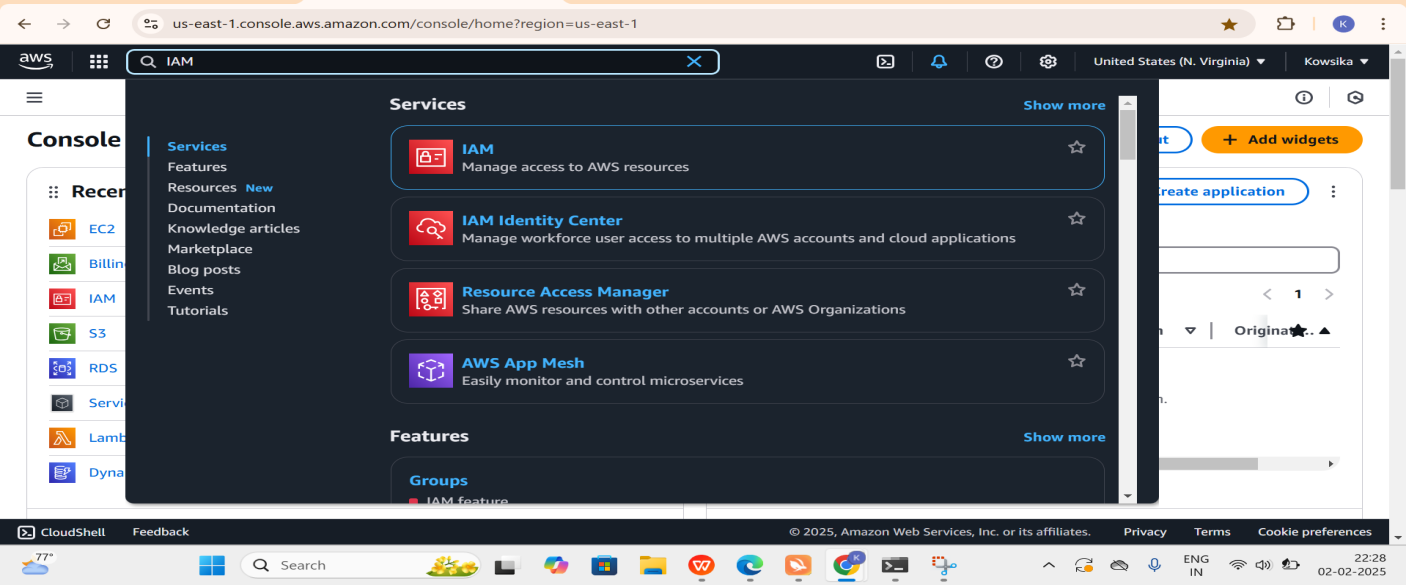 us-east-1.console.aws.amazon.com/console/home?region=us-east-1
K
aws
IAM
United States (N. Virginia)
Kowsika
Console
Add widgets
Recen
Create application
EC2
Billin
IAM
S3
RDS
Servi
Lamb
Dyna
Services
Features
Resources New
Documentation
Knowledge articles
Marketplace
Blog posts
Events
Tutorials
Services
Show more
IAM
Manage access to AWS resources
IAM Identity Center
Manage workforce user access to multiple AWS accounts and cloud applications
Resource Access Manager
Share AWS resources with other accounts or AWS Organizations
AWS App Mesh
Easily monitor and control microservices
Features
Show more
Groups
IAM feature
1
Originat...
CloudShell
Feedback
© 2025, Amazon Web Services, Inc. or its affiliates.
Privacy
Terms
Cookie preferences
77°
Search
K
ENG
IN
22:28
02-02-2025